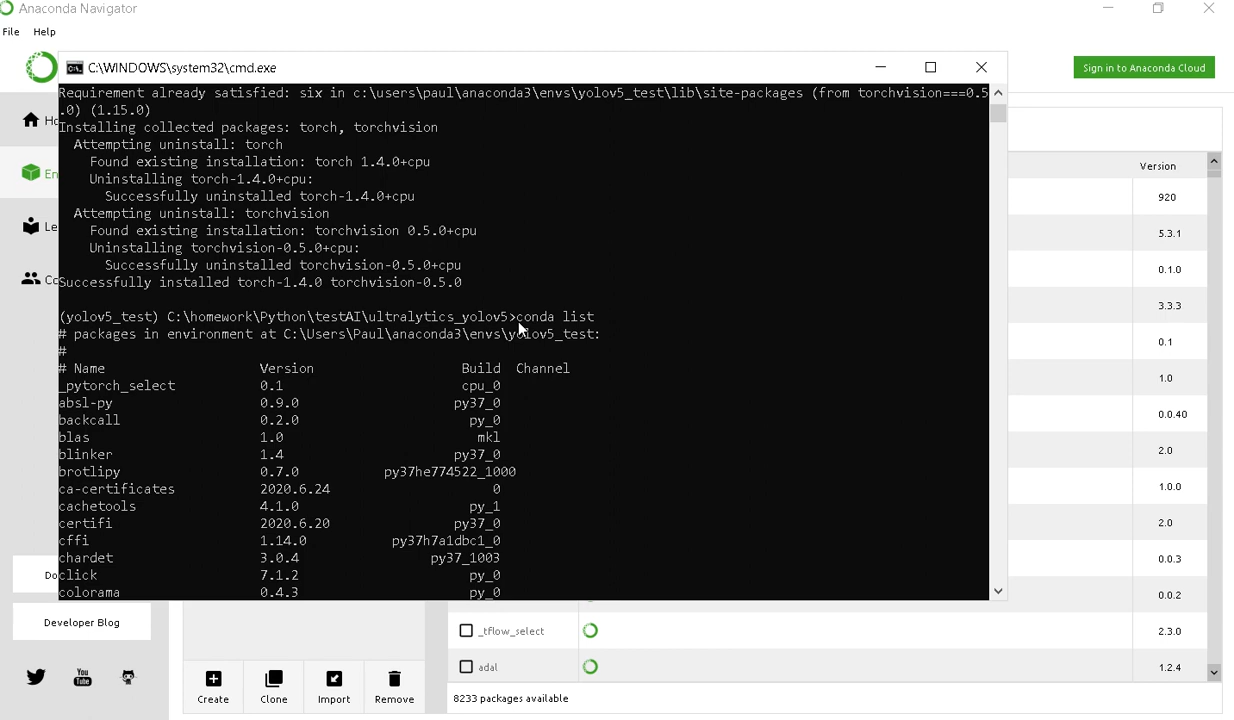 Anaconda Navigator
File Help
C:\WINDOWS\system32\cmd.exe
Sign in to Anaconda Cloud
Requirement already satisfied: six in c:\users\paul\anaconda3\envs\yolov5_test\lib\site-packages (from torchvision===0.5
.0) (1.15.0)
Installing collected packages: torch, torchvision
Attempting uninstall: torch
Found existing installation: torch 1.4.0+cpu
Uninstalling torch-1.4.0+cpu:
Successfully uninstalled torch-1.4.0+cpu
Attempting uninstall: torchvision
Found existing installation: torchvision 0.5.0+cpu
Uninstalling torchvision-0.5.0+cpu:
Successfully uninstalled torchvision-0.5.0+cpu
Successfully installed torch-1.4.0 torchvision-0.5.0
(yolov5_test) C:\homework\Python\testAI\ultralytics_yolov5>conda list
# packages in environment at C:\Users\Paul\anaconda3\envs\yolov5_test:
#
# Name Version Build Channel
_pytorch_select 0.1 cpu_0
absl-py 0.9.0 py37_0
backcall 0.2.0 py_0
blas 1.0 mkl
blinker 1.4 py37_0
brotlipy 0.7.0 py37he774522_1000
ca-certificates 2020.6.24 0
cachetools 4.1.0 py_1
certifi 2020.6.20 py37_0
cffi 1.14.0 py37h7a1dbc1_0
chardet 3.0.4 py37_1003
click 7.1.2 py_0
colorama 0.4.3 py_0
Ho
En
Le
Co
Do
Developer Blog
You Tube
Version
920
5.3.1
0.1.0
3.3.3
0.1
1.0
0.0.40
2.0
1.0.0
2.0
0.0.3
0.0.2
_tflow_select 2.3.0
adal 1.2.4
Create Clone Import Remove
8233 packages available